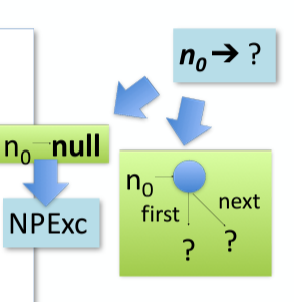 n₀ → ?
n₀ null
NPExc
n₀
first
next
?
?